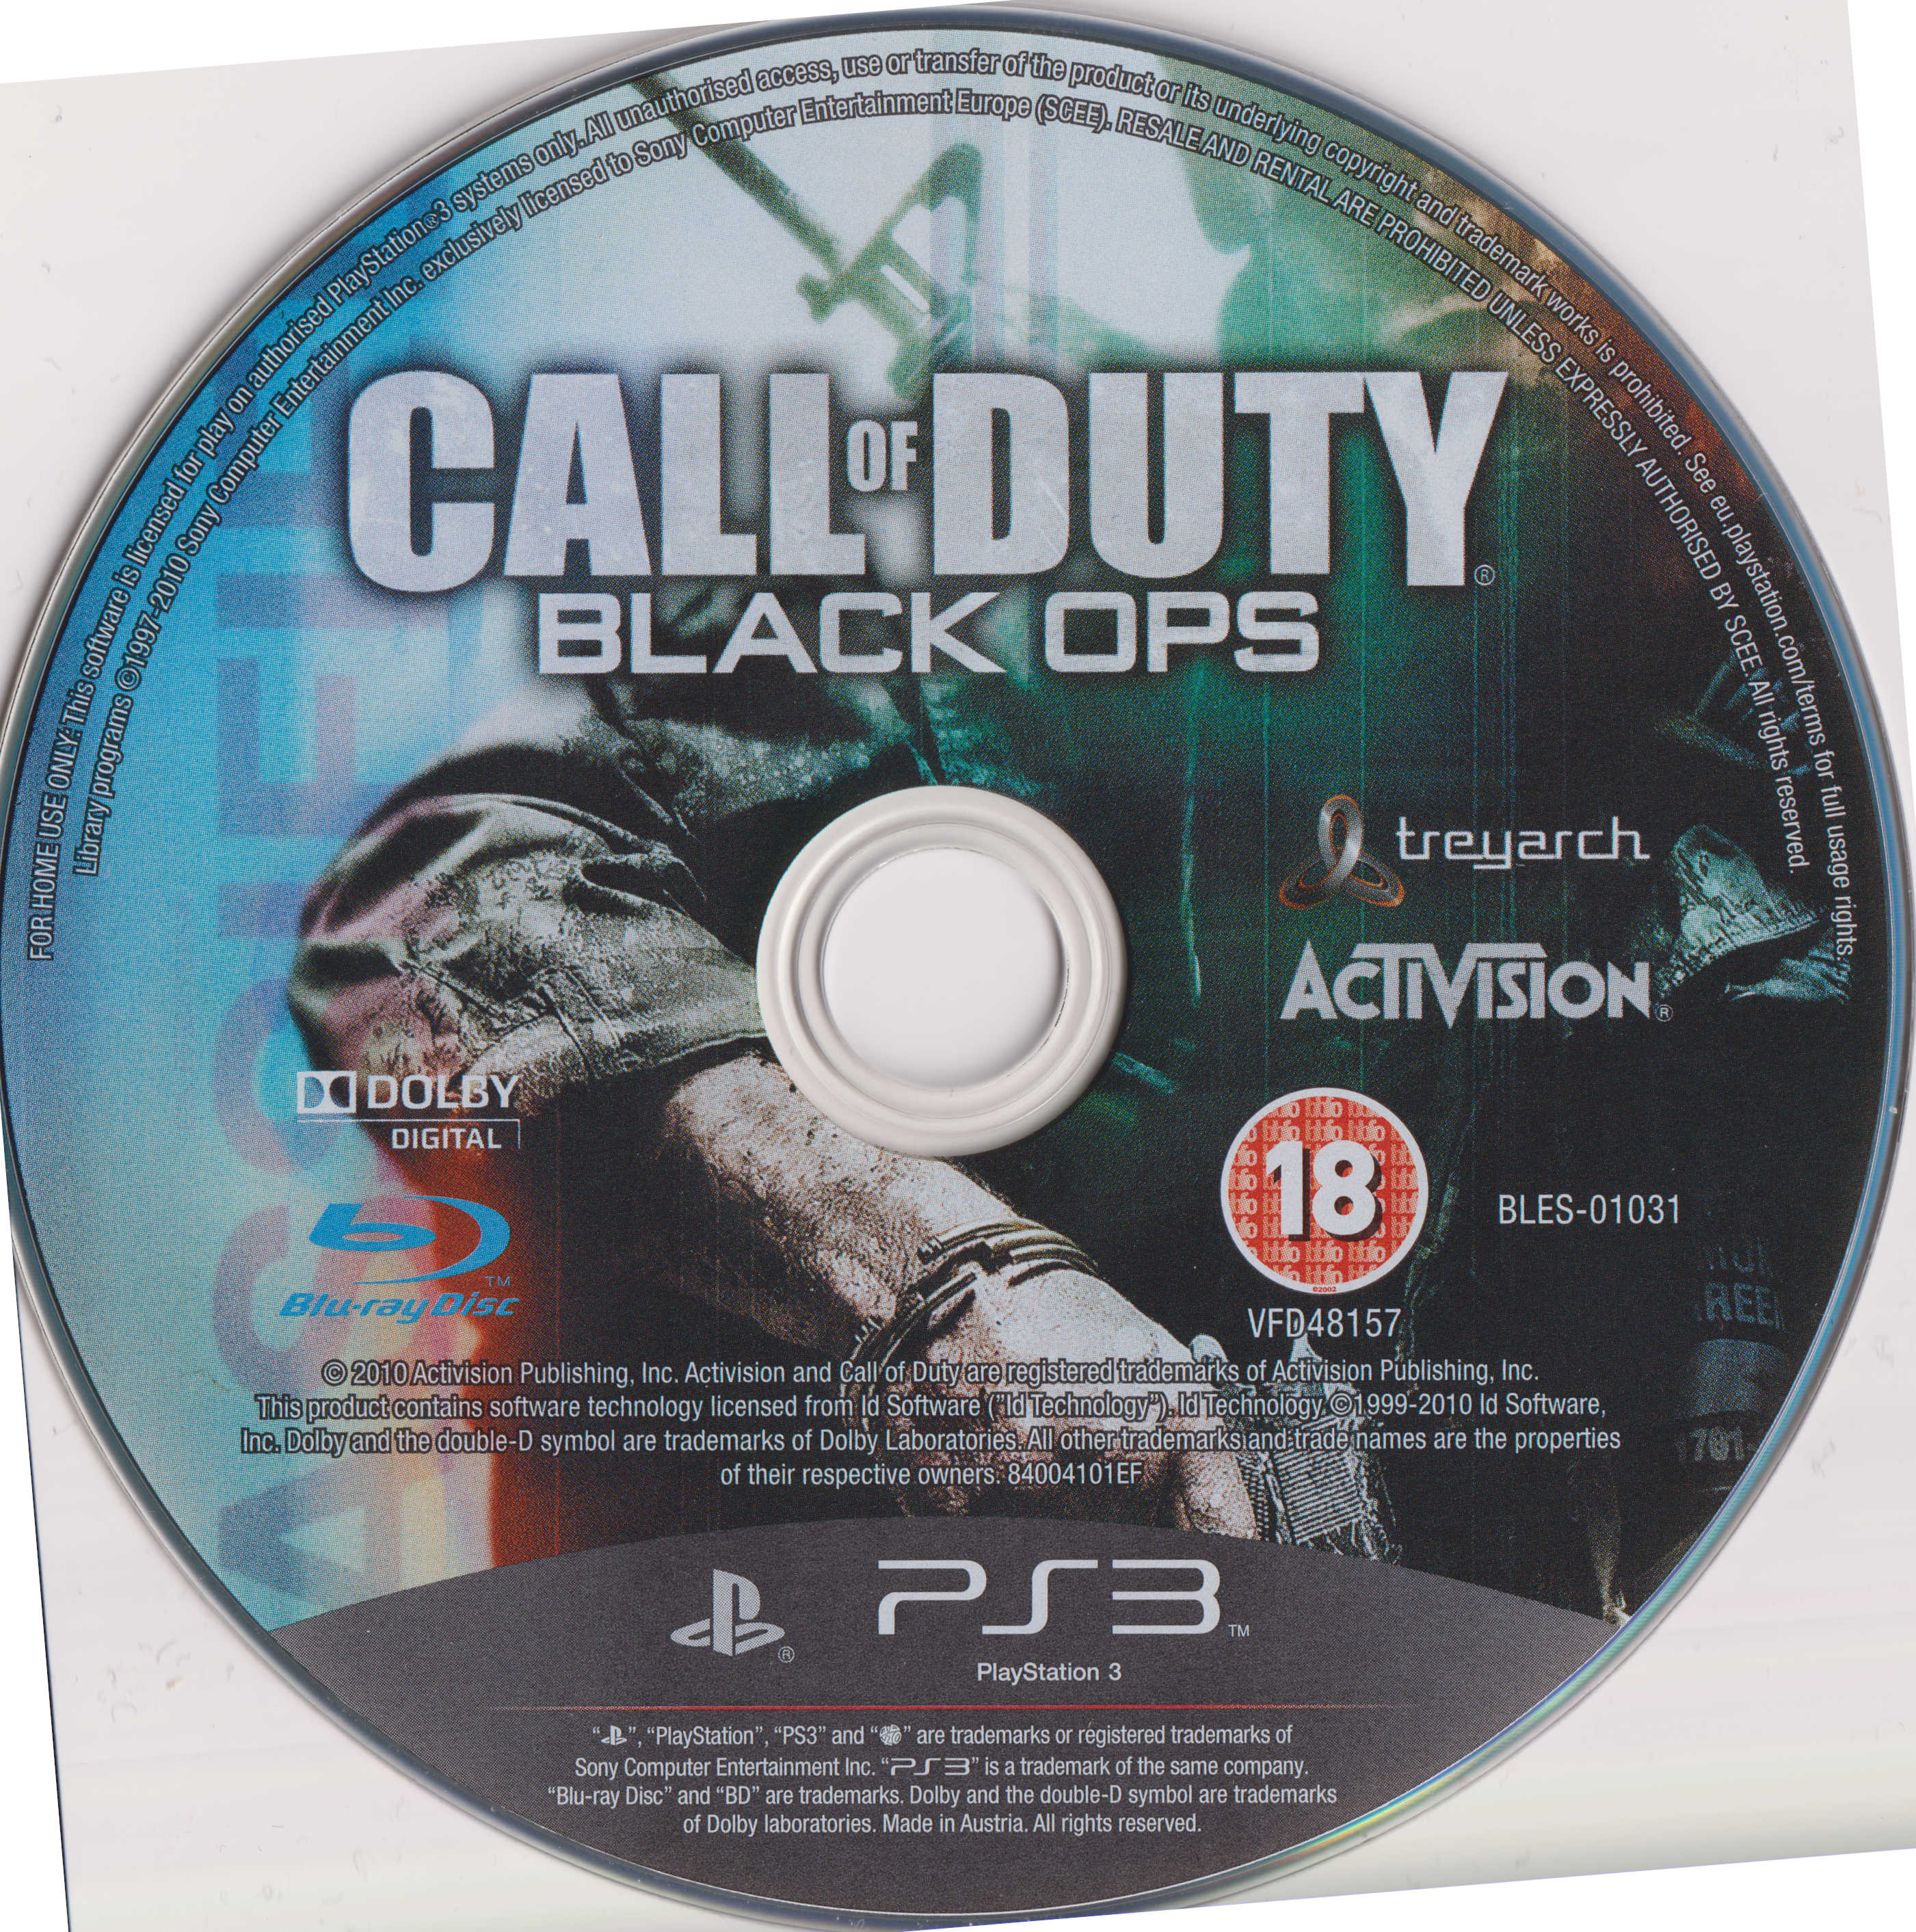 FOR HOME USE ONLY: This software is licensed for play on authorised PlayStation®3 systems only. All unauthorised access, use or transfer of the product or its underlying copyright and trademark works is prohibited. See eu.playstation.com/terms for full usage rights.
Library programs ©1997-2010 Sony Computer Entertainment Inc. exclusively licensed to Sony Computer Entertainment Europe (SCEE). RESALE AND RENTAL ARE PROHIBITED UNLESS EXPRESSLY AUTHORISED BY SCEE. All rights reserved.
CALL OF DUTY®
BLACK OPS
treyarch
ACTIVISION®
DOLBY
DIGITAL
18
©2002
BLES-01031
Blu-ray Disc™
VFD48157
© 2010 Activision Publishing, Inc. Activision and Call of Duty are registered trademarks of Activision Publishing, Inc.
This product contains software technology licensed from Id Software ("Id Technology"). Id Technology © 1999-2010 Id Software,
Inc. Dolby and the double-D symbol are trademarks of Dolby Laboratories. All other trademarks and trade names are the properties
of their respective owners. 84004101EF
® PS3™
PlayStation 3
“ ”, “PlayStation”, “PS3” and “ ” are trademarks or registered trademarks of
Sony Computer Entertainment Inc. “PS3” is a trademark of the same company.
“Blu-ray Disc” and “BD” are trademarks. Dolby and the double-D symbol are trademarks
of Dolby laboratories. Made in Austria. All rights reserved.